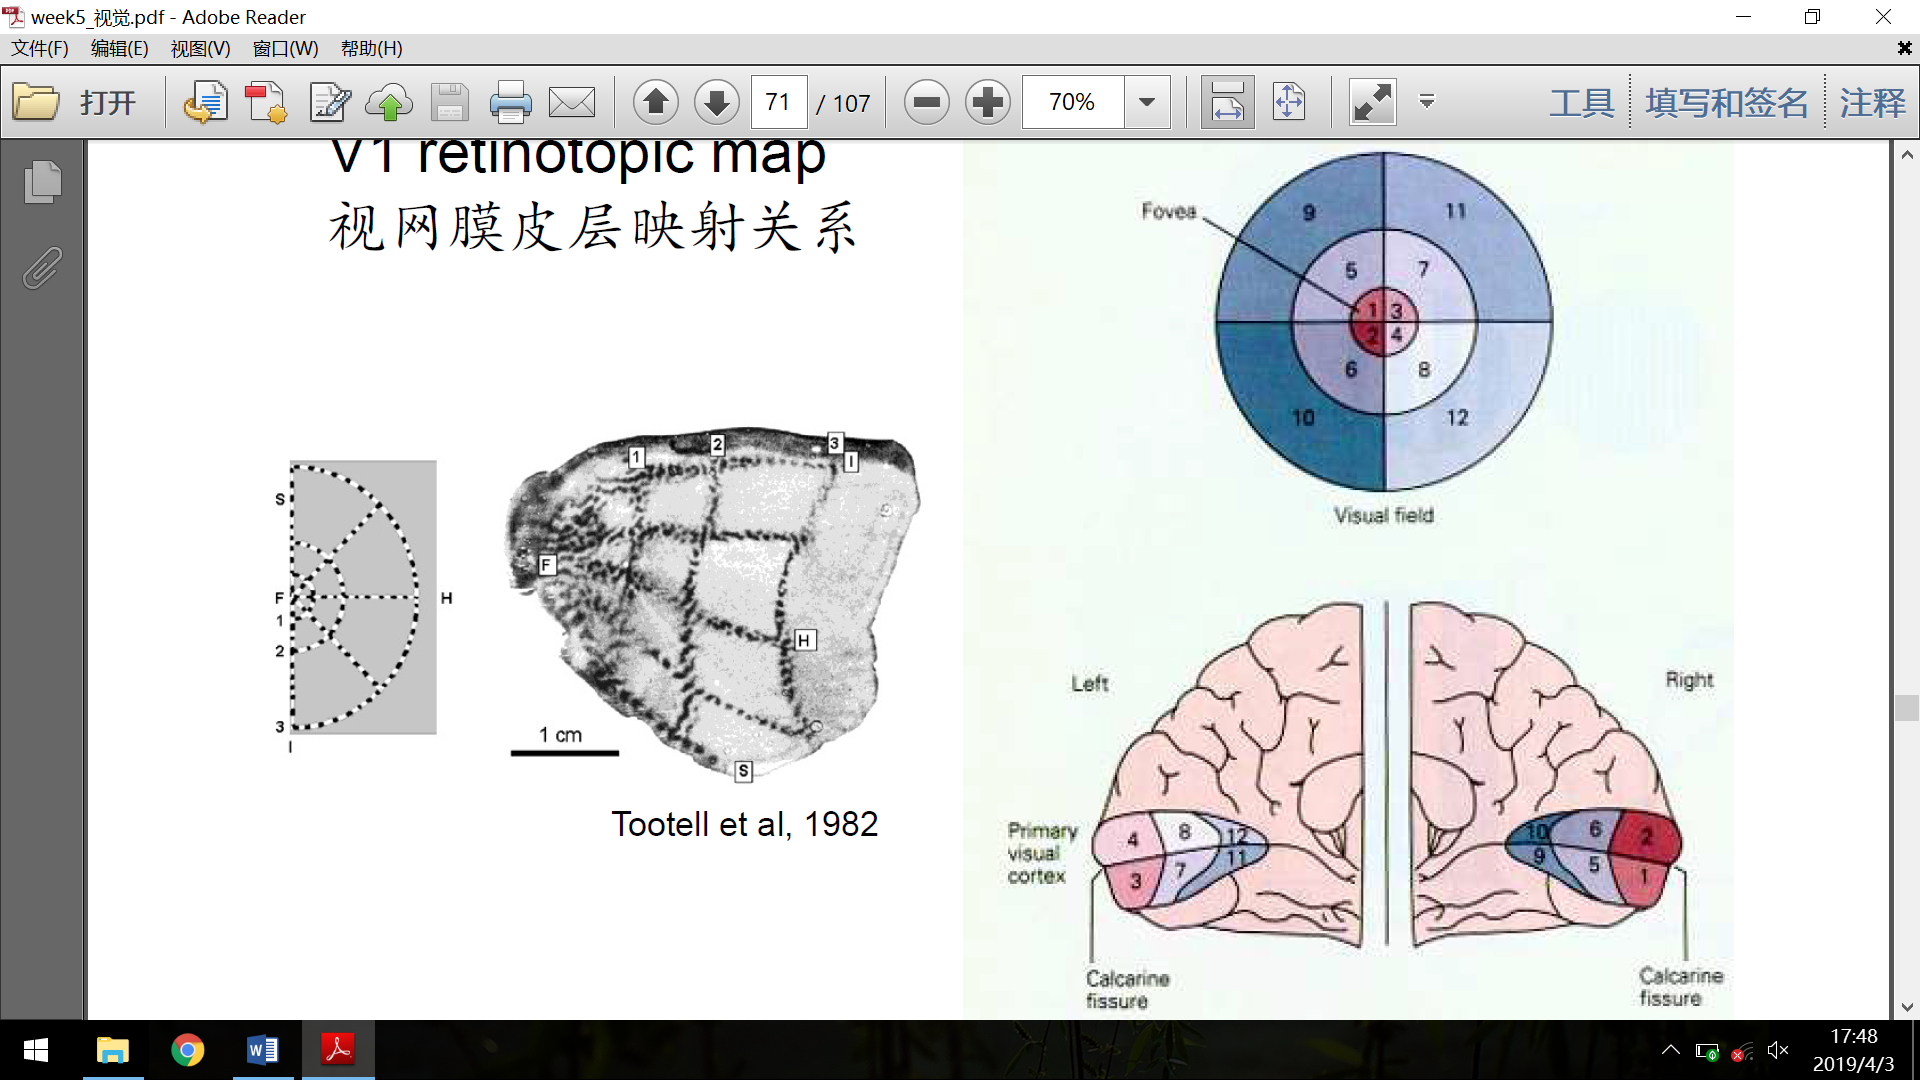 week5_视觉.pdf - Adobe Reader
文件(F) 编辑(E) 视图(V) 窗口(W) 帮助(H)
打开 71 / 107 70% 工具 填写和签名 注释
V1 retinotopic map
视网膜皮层映射关系
S
F
1
2
3
I
H
1
2
3
I
F
H
S
1 cm
Tootell et al, 1982
Fovea
9
11
5
7
1
3
2
4
6
8
10
12
Visual field
Left
Right
Primary
visual
cortex
4
8
12
3
7
11
10
6
2
9
5
1
Calcarine
fissure
Calcarine
fissure
17:48
2019/4/3